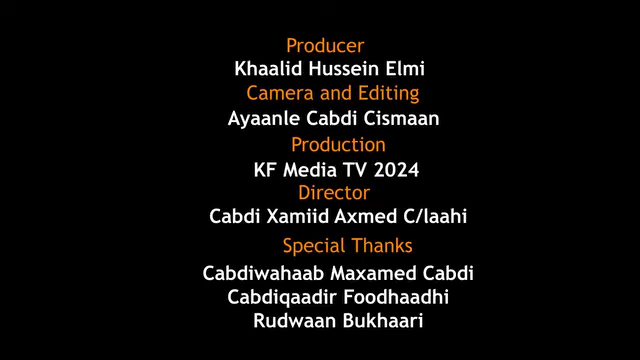 Producer
Khaalid Hussein Elmi
Camera and Editing
Ayaanle Cabdi Cismaan
Production
KF Media TV 2024
Director
Cabdi Xamiid Axmed C/laahi
Special Thanks
Cabdiwahaab Maxamed Cabdi
Cabdiqaadir Foodhaadhi
Rudwaan Bukhaari